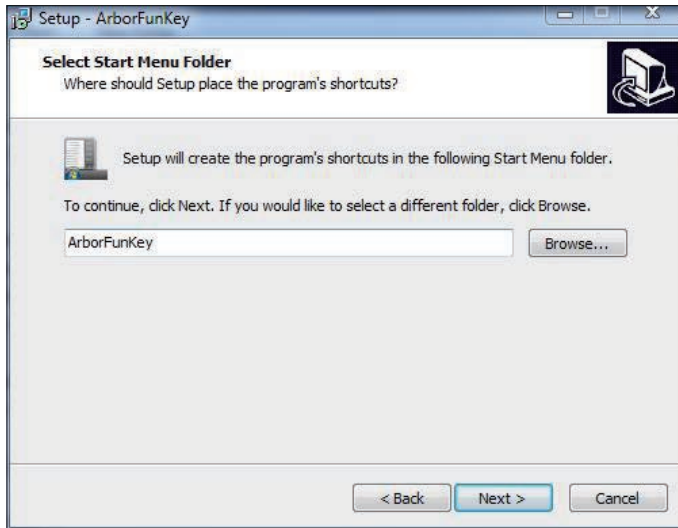 Setup - ArborFunKey
Select Start Menu Folder
Where should Setup place the program's shortcuts?
Setup will create the program's shortcuts in the following Start Menu folder.
To continue, click Next. If you would like to select a different folder, click Browse.
ArborFunKey
Browse...
< Back
Next >
Cancel